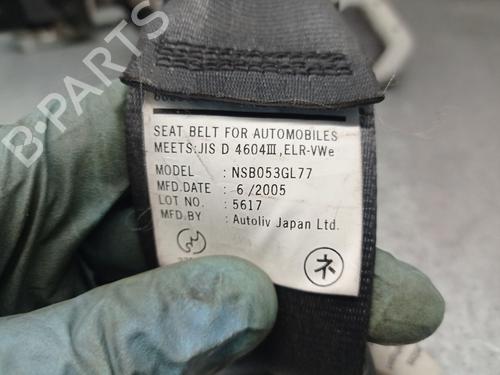 B-PARTS
SEAT BELT FOR AUTOMOBILES
MEETS:JIS D 4604Ⅲ,ELR-VWe
MODEL : NSB053GL77
MFD.DATE : 6/2005
LOT NO. : 5617
MFD.BY : Autoliv Japan Ltd.
ネ